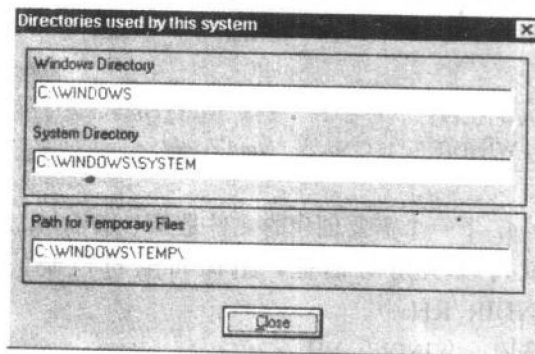 Directories used by this system
Windows Directory
C:\WINDOWS
System Directory
C:\WINDOWS\SYSTEM
Path for Temporary Files
C:\WINDOWS\TEMP\
Close